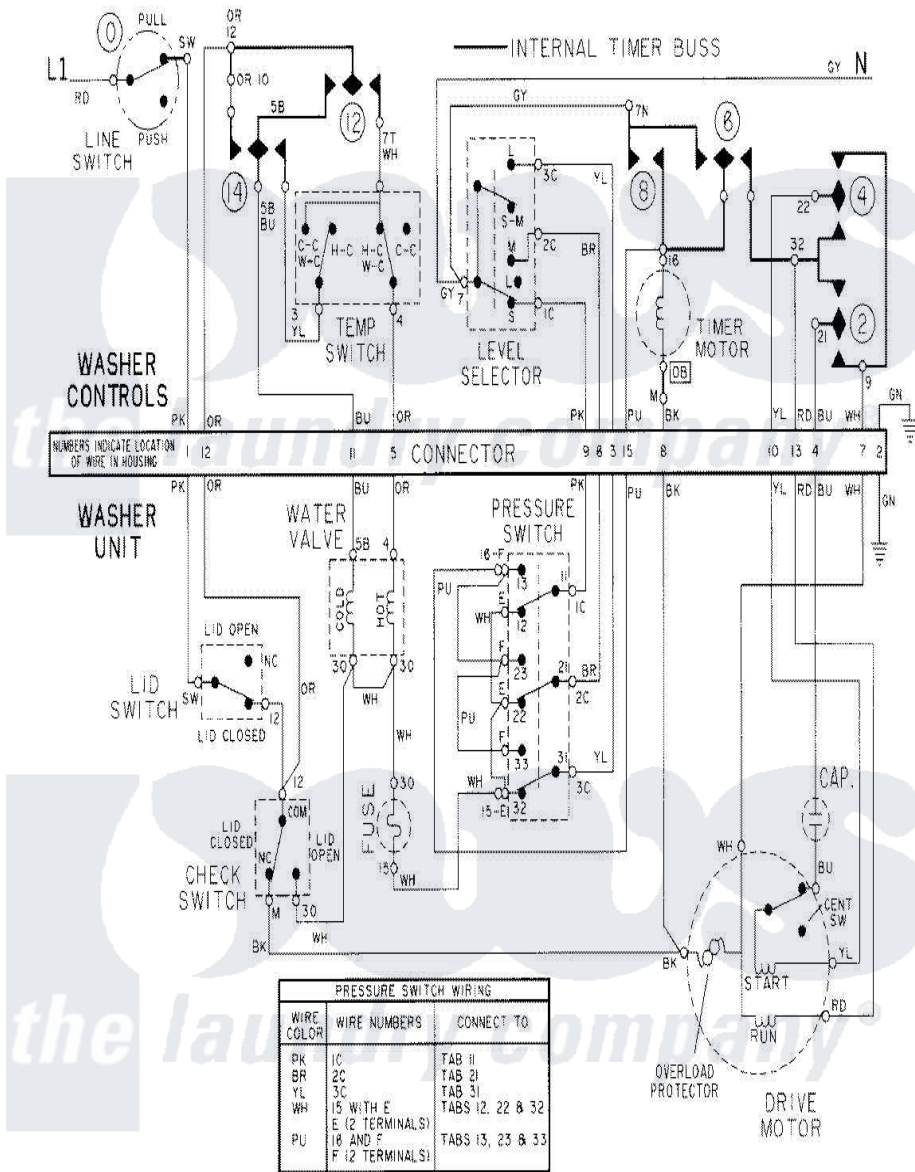 PULL
L1
RD
SW
PUSH
LINE
SWITCH
OR
12
OR 10
5B
12
7T
WH
14
5B
BU
INTERNAL TIMER BUSS
GY N
GY
7N
6
8
4
22
32
2
21
9
16
TIMER
MOTOR
OB
M
L
3C
YL
S-M
M
2C
BR
L
S
1C
GY
7
LEVEL
SELECTOR
C-C
W-C
H-C
H-C
W-C
C-C
3
YL
4
TEMP
SWITCH
WASHER
CONTROLS
PK OR BU OR PK PU BK YL RD BU WH GN
NUMBERS INDICATE LOCATION
OF WIRE IN HOUSING
1 12 11 5 CONNECTOR 9 6 3 15 8 10 13 4 7 2
PK OR BU OR PK PU BK YL RD BU WH GN
WASHER
UNIT
WATER
VALVE
5B 4
COLD
HOT
30 30
WH
WH
PRESSURE
SWITCH
16-F
13
11
1C
PU
E
WH
12
F
23
21
BR
2C
E
22
PU
F
33
31
YL
3C
WH
32
15-E
LID OPEN
NC
LID
SWITCH
SW
12
LID CLOSED
OR
12
COM
LID
CLOSED
LID
OPEN
NC
CHECK
SWITCH
M
30
BK
WH
30
FUSE
15
WH
CAP.
WH
BU
CENT
SW
BK
YL
START
RD
RUN
OVERLOAD
PROTECTOR
DRIVE
MOTOR
PRESSURE SWITCH WIRING
WIRE
COLOR
WIRE NUMBERS
CONNECT TO
PK 1C TAB 11
BR 2C TAB 21
YL 3C TAB 31
WH 15 WITH E TABS 12, 22 & 32
E (2 TERMINALS)
PU 16 AND F TABS 13, 23 & 33
F (2 TERMINALS)
the laundry company
the laundry company®